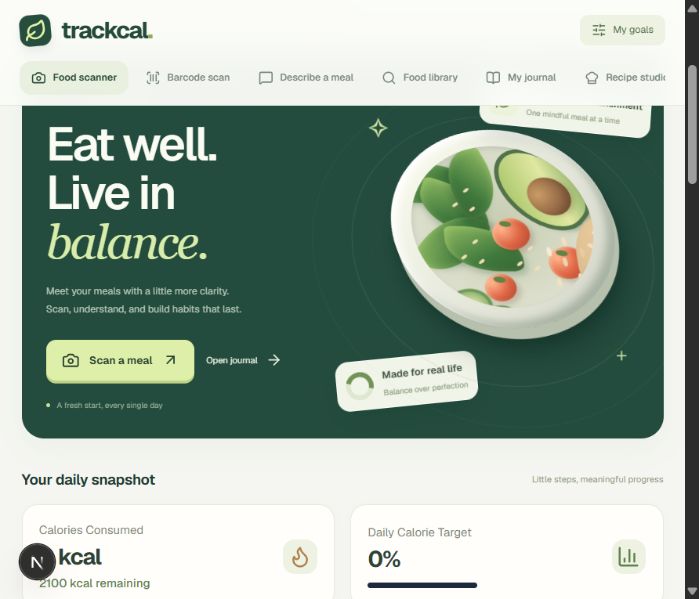 trackcal.
My goals
Food scanner
Barcode scan
Describe a meal
Food library
My journal
Recipe studio
One mindful meal at a time
Eat well.
Live in
balance.
Meet your meals with a little more clarity.
Scan, understand, and build habits that last.
Scan a meal
Open journal
Made for real life
Balance over perfection
A fresh start, every single day
Your daily snapshot
Little steps, meaningful progress
Calories Consumed
kcal
2100 kcal remaining
Daily Calorie Target
0%
N